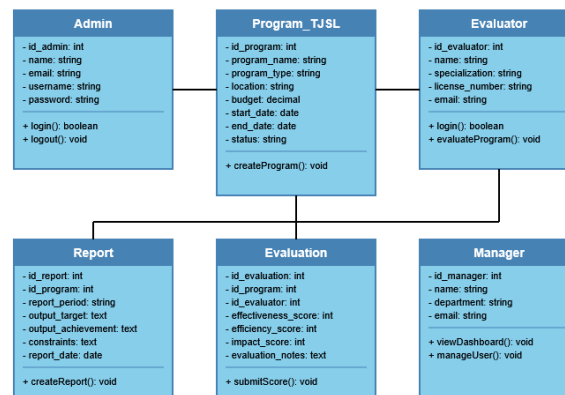 Admin
- id_admin: int
- name: string
- email: string
- username: string
- password: string
+ login(): boolean
+ logout(): void
Program_TJSL
- id_program: int
- program_name: string
- program_type: string
- location: string
- budget: decimal
- start_date: date
- end_date: date
- status: string
+ createProgram(): void
Evaluator
- id_evaluator: int
- name: string
- specialization: string
- license_number: string
- email: string
+ login(): boolean
+ evaluateProgram(): void
Report
- id_report: int
- id_program: int
- report_period: string
- output_target: text
- output_achievement: text
- constraints: text
- report_date: date
+ createReport(): void
Evaluation
- id_evaluation: int
- id_program: int
- id_evaluator: int
- effectiveness_score: int
- efficiency_score: int
- impact_score: int
- evaluation_notes: text
+ submitScore(): void
Manager
- id_manager: int
- name: string
- department: string
- email: string
+ viewDashboard(): void
+ manageUser(): void